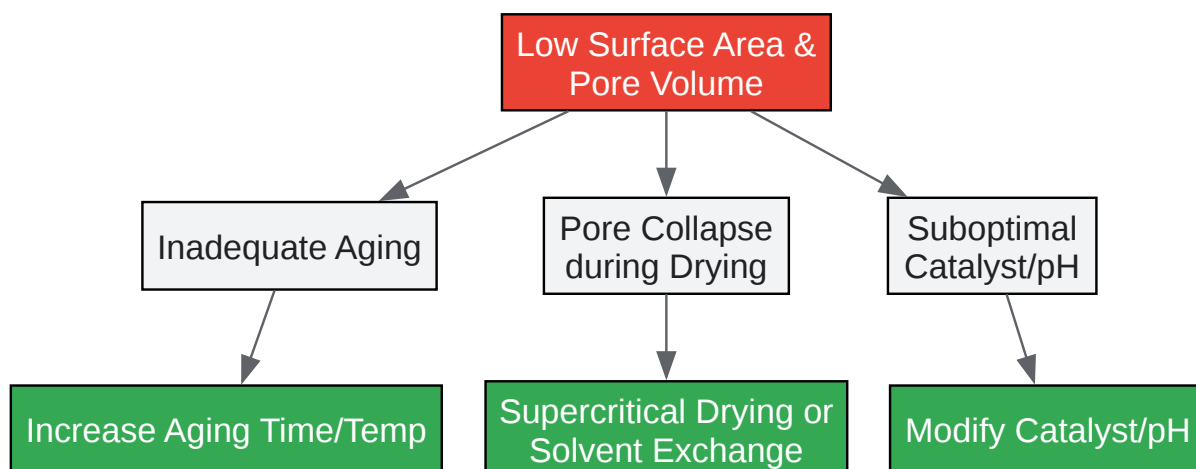 Low Surface Area &
Pore Volume
Inadequate Aging
Pore Collapse
during Drying
Suboptimal
Catalyst/pH
Increase Aging Time/Temp
Supercritical Drying or
Solvent Exchange
Modify Catalyst/pH